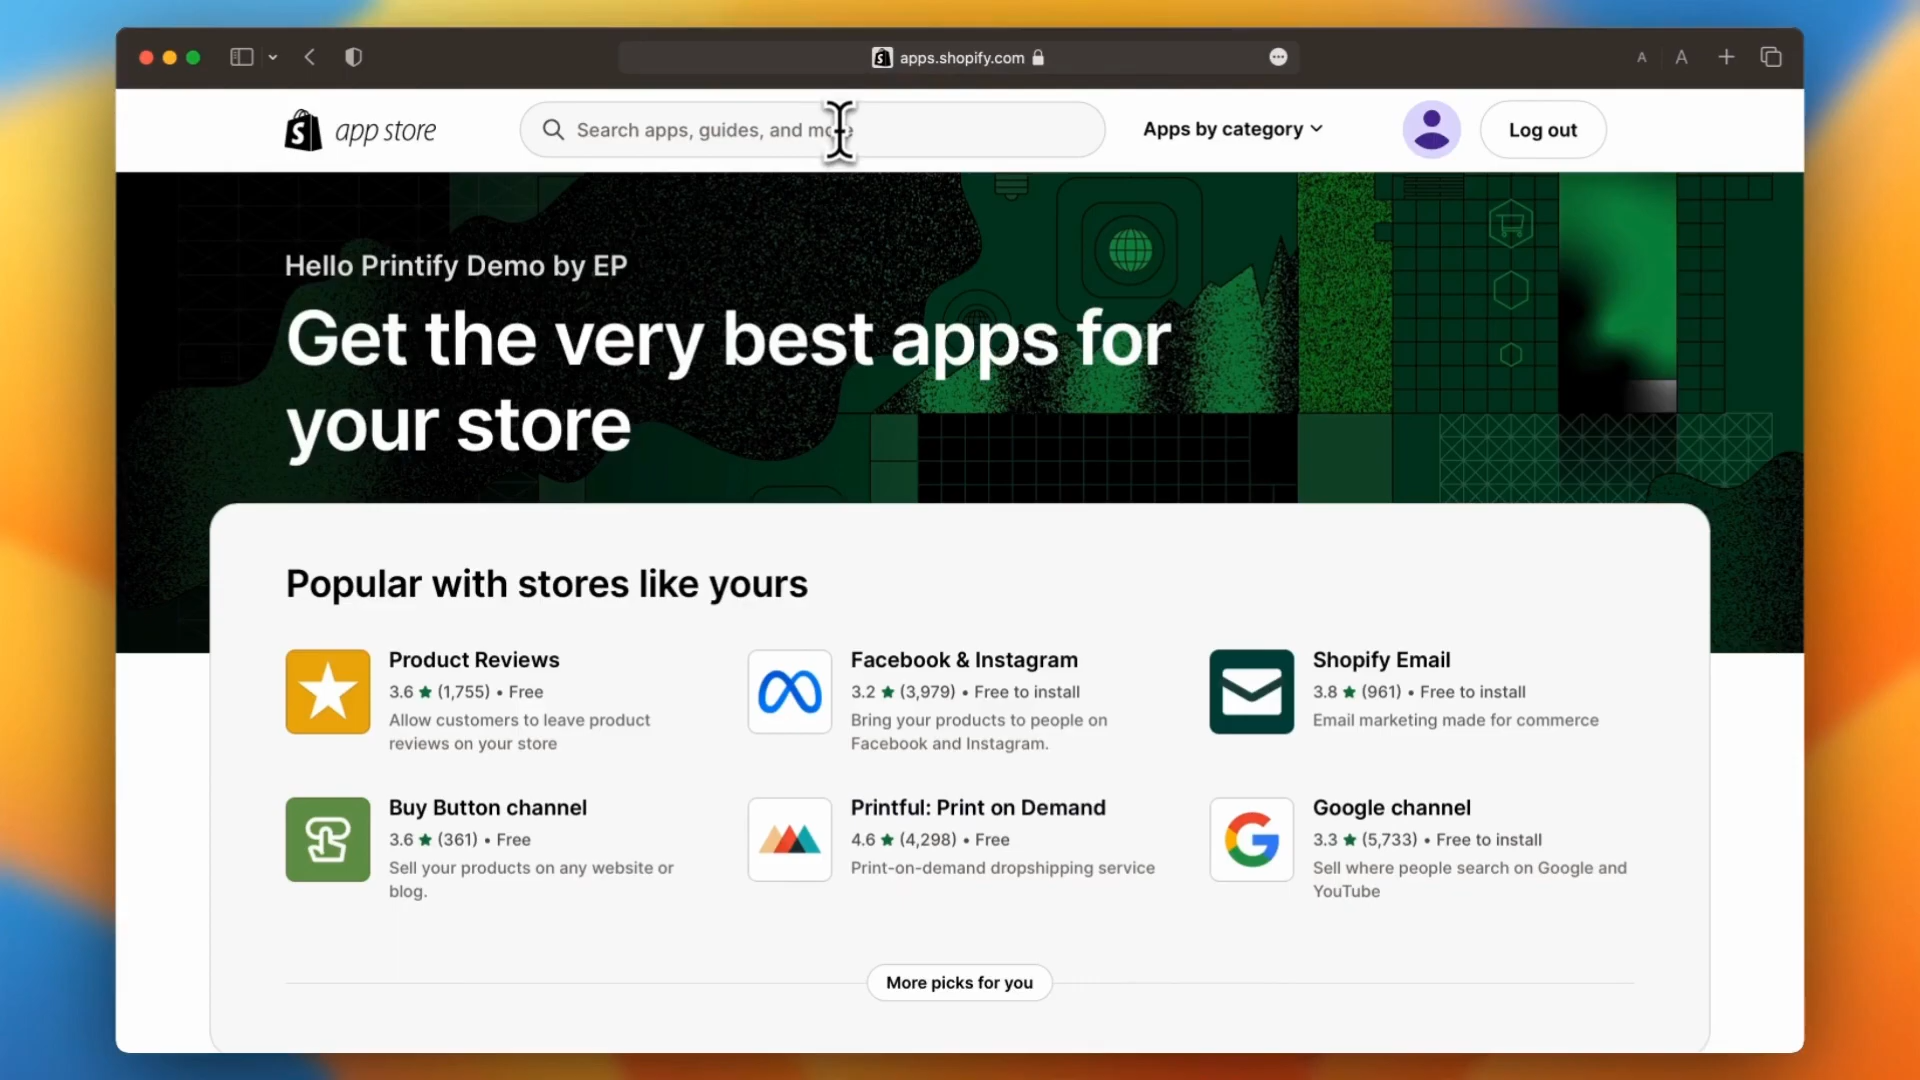 apps.shopify.com
A A
app store
Search apps, guides, and more
Apps by category
Log out
Hello Printify Demo by EP
Get the very best apps for
your store
Popular with stores like yours
Product Reviews
3.6 ★ (1,755) • Free
Allow customers to leave product
reviews on your store
Facebook & Instagram
3.2 ★ (3,979) • Free to install
Bring your products to people on
Facebook and Instagram.
Shopify Email
3.8 ★ (961) • Free to install
Email marketing made for commerce
Buy Button channel
3.6 ★ (361) • Free
Sell your products on any website or
blog.
Printful: Print on Demand
4.6 ★ (4,298) • Free
Print-on-demand dropshipping service
Google channel
3.3 ★ (5,733) • Free to install
Sell where people search on Google and
YouTube
More picks for you